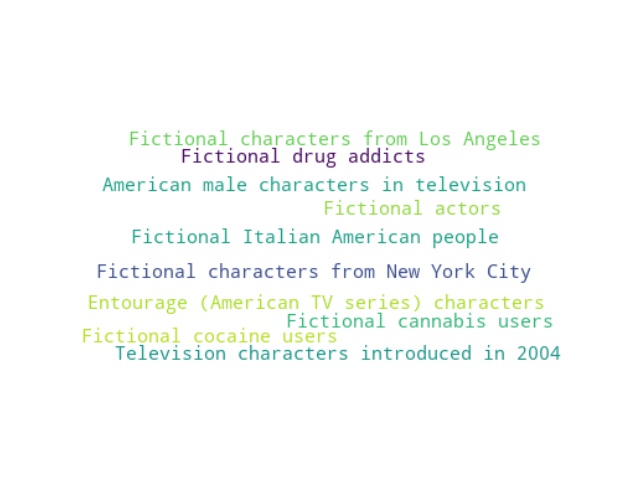 Fictional characters from Los Angeles
Fictional drug addicts
American male characters in television
Fictional actors
Fictional Italian American people
Fictional characters from New York City
Entourage (American TV series) characters
Fictional cannabis users
Fictional cocaine users
Television characters introduced in 2004